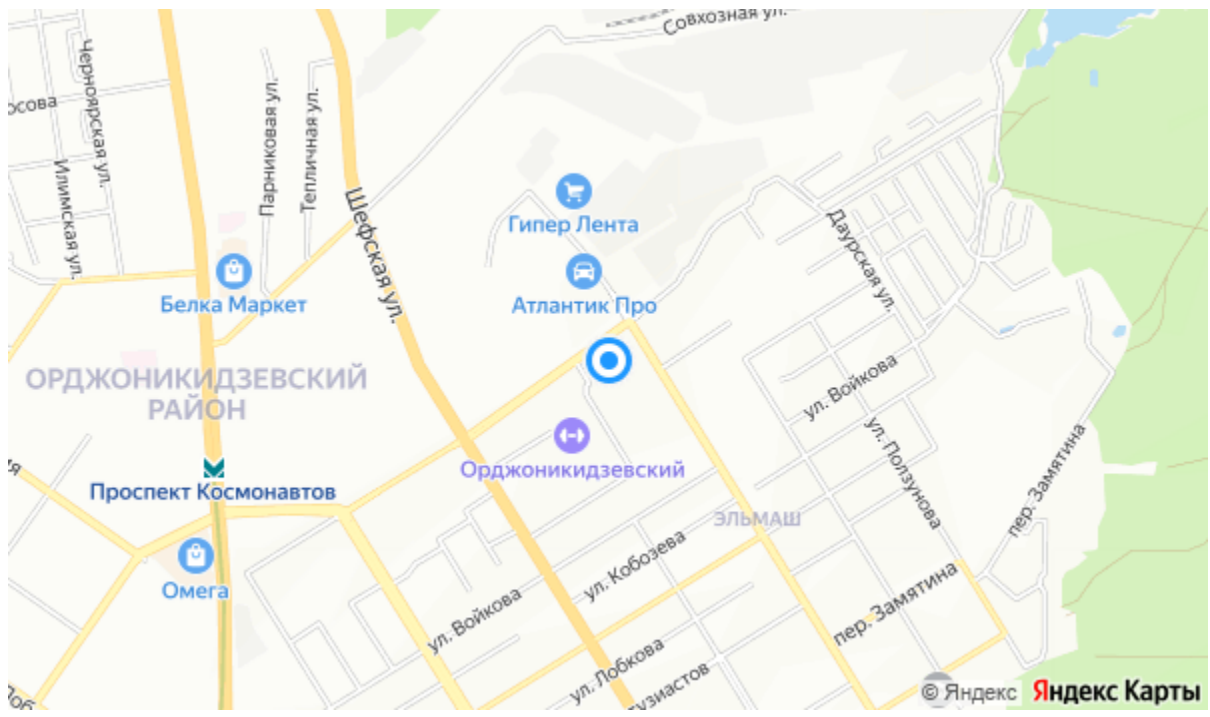 Совхозная ул.
Черноярская ул.
осова
Парниковая ул.
Тепличная ул.
Илимская ул.
Шефская ул.
Гипер Лента
Даурская ул.
Белка Маркет
Атлантик Про
ОРДЖОНИКИДЗЕВСКИЙ
РАЙОН
ул. Войкова
ул. Ползунова
пер. Замятина
Орджоникидзевский
Проспект Космонавтов
ЭЛЬМАШ
Омега
ул. Кобозева
ул. Войкова
пер. Замятина
ул. Лобкова
тузиастов
Лоб
© Яндекс Яндекс Карты